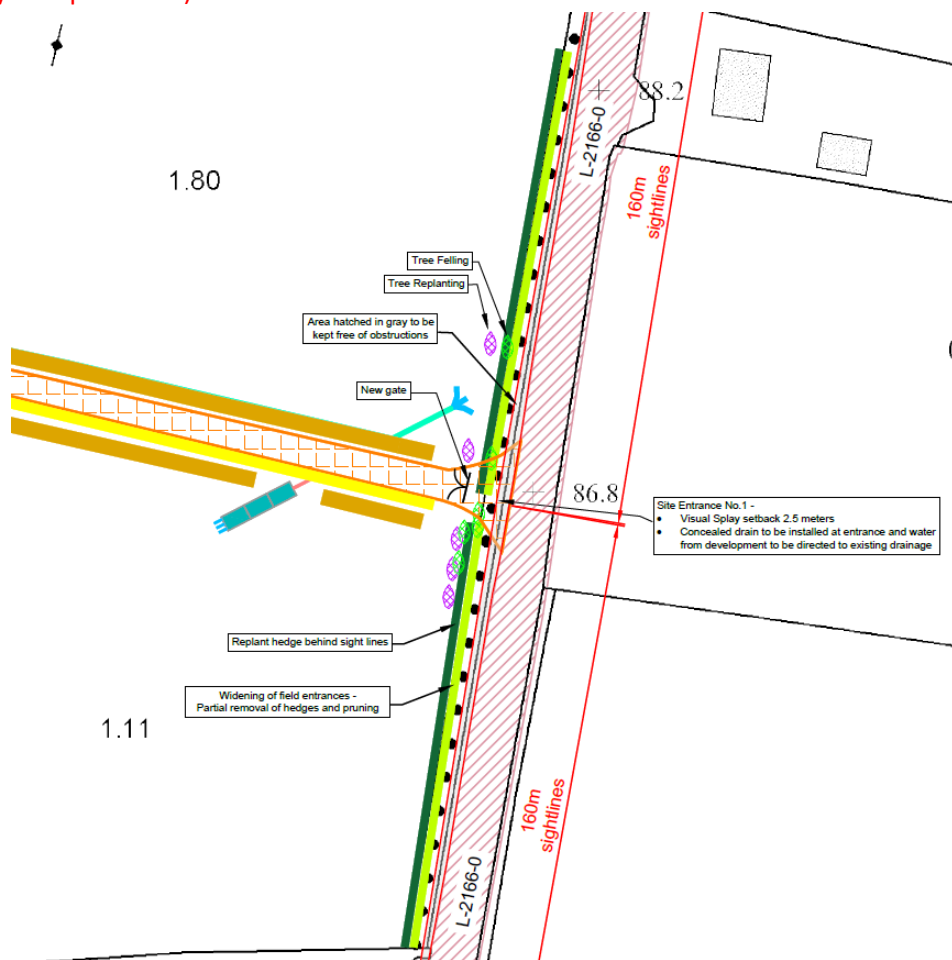 88.2
L-2166-0
1.80
160m
sightlines
Tree Felling
Tree Replanting
Area hatched in gray to be
kept free of obstructions
New gate
86.8
Site Entrance No.1 -
• Visual Splay setback 2.5 meters
• Concealed drain to be installed at entrance and water
from development to be directed to existing drainage
Replant hedge behind sight lines
Widening of field entrances -
Partial removal of hedges and pruning
1.11
160m
sightlines
L-2166-0